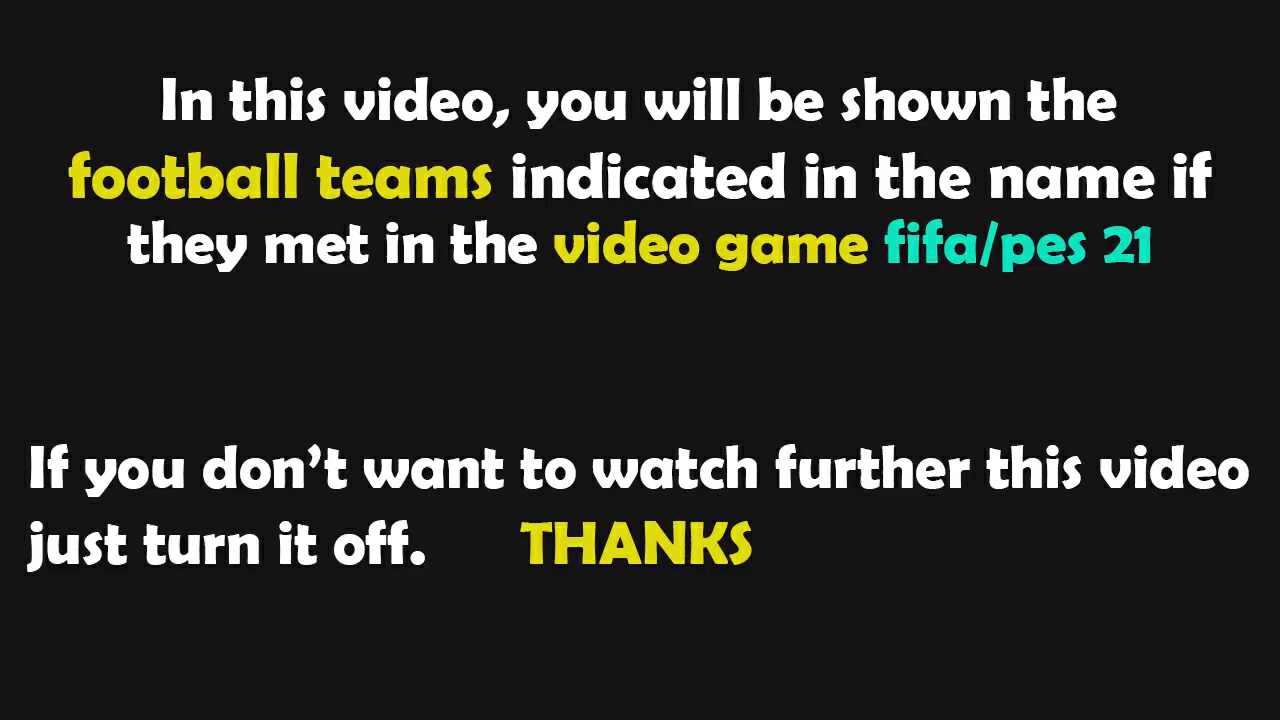 In this video, you will be shown the
football teams indicated in the name if
they met in the video game fifa/pes 21
If you don’t want to watch further this video
just turn it off. THANKS